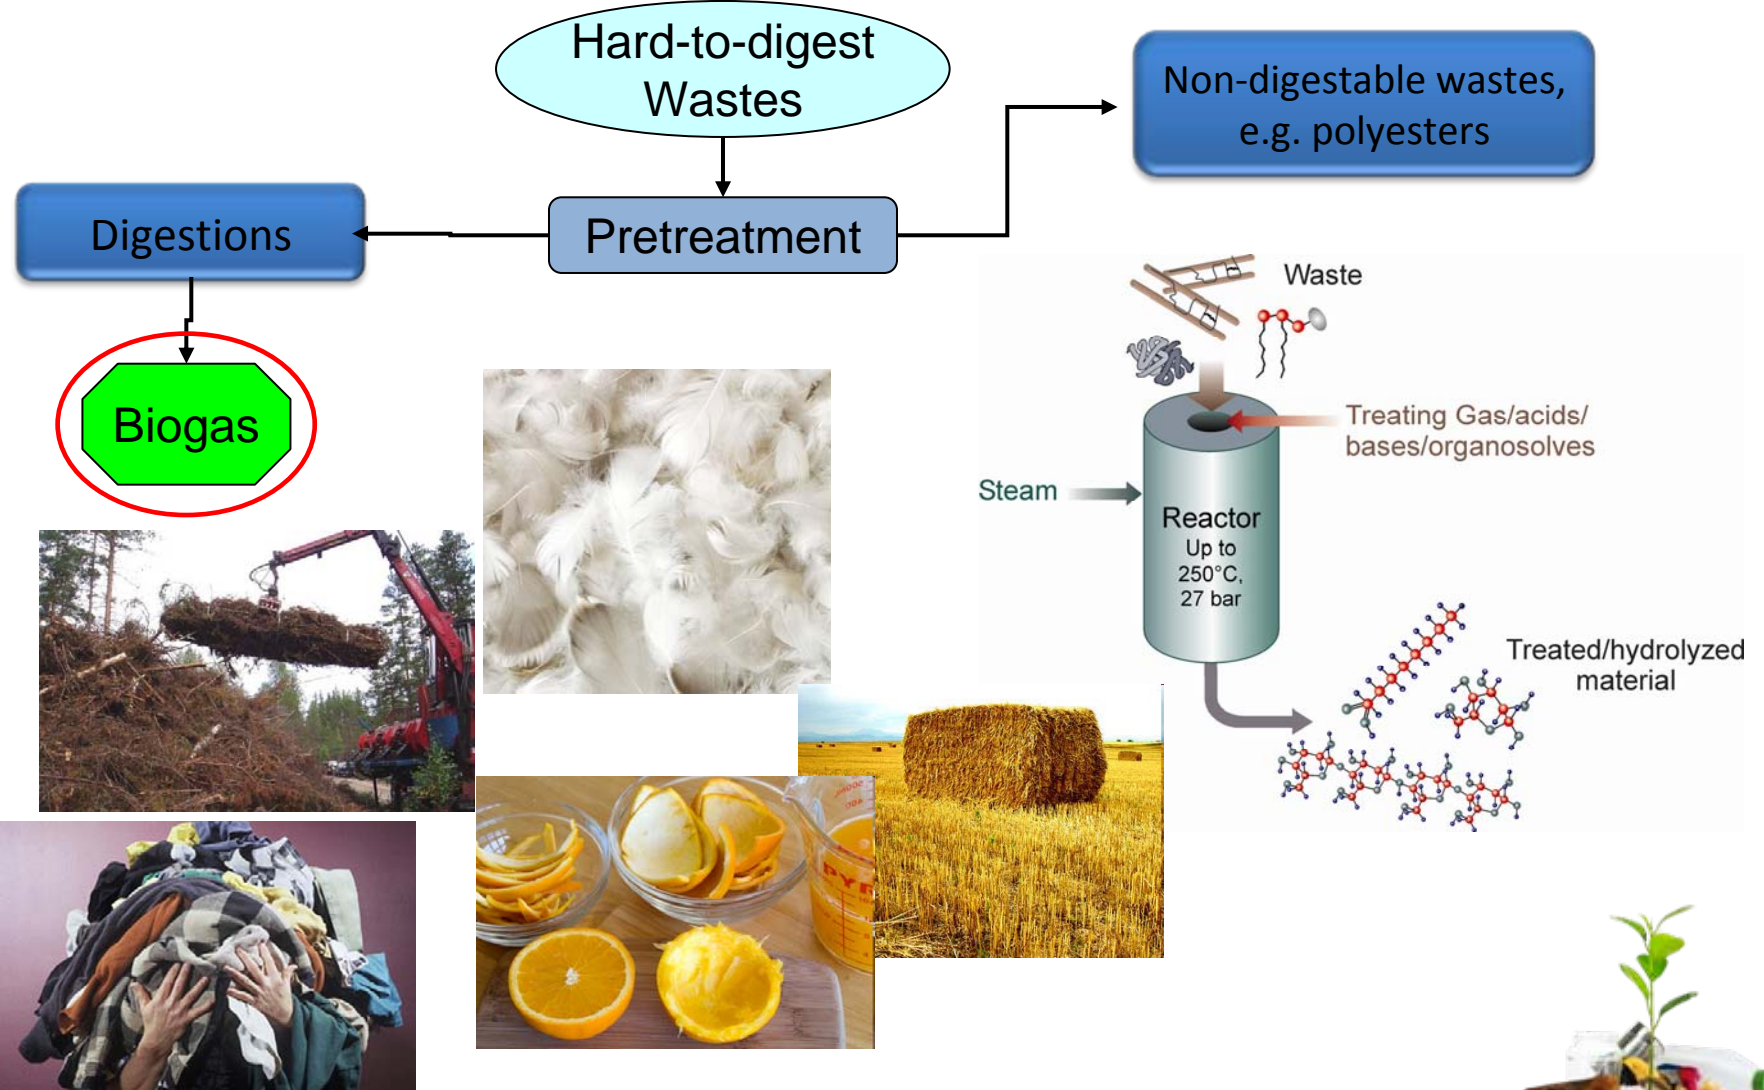 Hard-to-digest
Wastes
Non-digestable wastes,
e.g. polyesters
Digestions
Pretreatment
Biogas
Waste
Treating Gas/acids/
bases/organosolves
Steam
Reactor
Up to
250°C,
27 bar
Treated/hydrolyzed
material
PYR